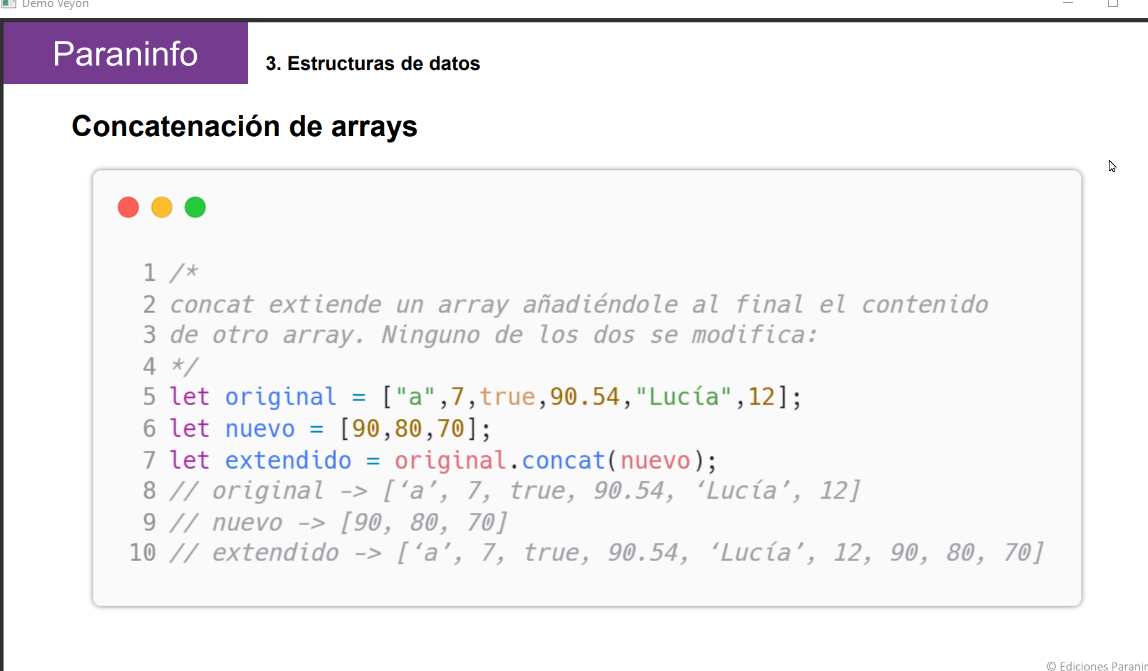 Demo Veyon
Paraninfo
3. Estructuras de datos
Concatenación de arrays
1 /*
2 concat extiende un array añadiéndole al final el contenido
3 de otro array. Ninguno de los dos se modifica:
4 */
5 let original = ["a",7,true,90.54,"Lucía",12];
6 let nuevo = [90,80,70];
7 let extendido = original.concat(nuevo);
8 // original -> [‘a’, 7, true, 90.54, ‘Lucía’, 12]
9 // nuevo -> [90, 80, 70]
10 // extendido -> [‘a’, 7, true, 90.54, ‘Lucía’, 12, 90, 80, 70]
© Ediciones Paranin